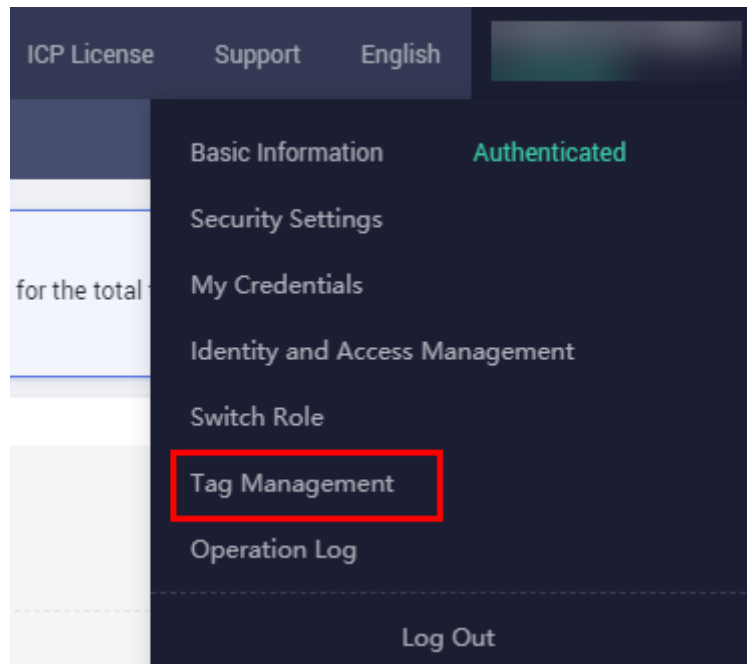 ICP License Support English
Basic Information Authenticated
Security Settings
for the total
My Credentials
Identity and Access Management
Switch Role
Tag Management
Operation Log
Log Out